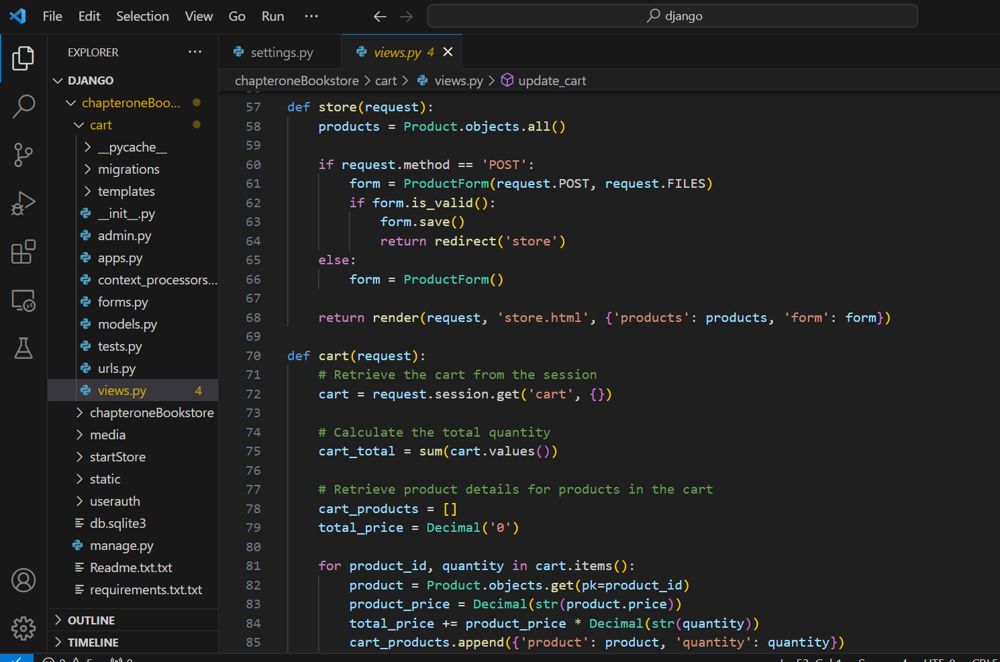 File Edit Selection View Go Run ··· django
EXPLORER ···
DJANGO
chapteroneBoo...
cart
__pycache__
migrations
templates
__init__.py
admin.py
apps.py
context_processors...
forms.py
models.py
tests.py
urls.py
views.py 4
chapteroneBookstore
media
startStore
static
userauth
db.sqlite3
manage.py
Readme.txt.txt
requirements.txt.txt
OUTLINE
TIMELINE
settings.py views.py 4
chapteroneBookstore > cart > views.py > update_cart
57 def store(request):
58 products = Product.objects.all()
59
60 if request.method == 'POST':
61 form = ProductForm(request.POST, request.FILES)
62 if form.is_valid():
63 form.save()
64 return redirect('store')
65 else:
66 form = ProductForm()
67
68 return render(request, 'store.html', {'products': products, 'form': form})
69
70 def cart(request):
71 # Retrieve the cart from the session
72 cart = request.session.get('cart', {})
73
74 # Calculate the total quantity
75 cart_total = sum(cart.values())
76
77 # Retrieve product details for products in the cart
78 cart_products = []
79 total_price = Decimal('0')
80
81 for product_id, quantity in cart.items():
82 product = Product.objects.get(pk=product_id)
83 product_price = Decimal(str(product.price))
84 total_price += product_price * Decimal(str(quantity))
85 cart_products.append({'product': product, 'quantity': quantity})